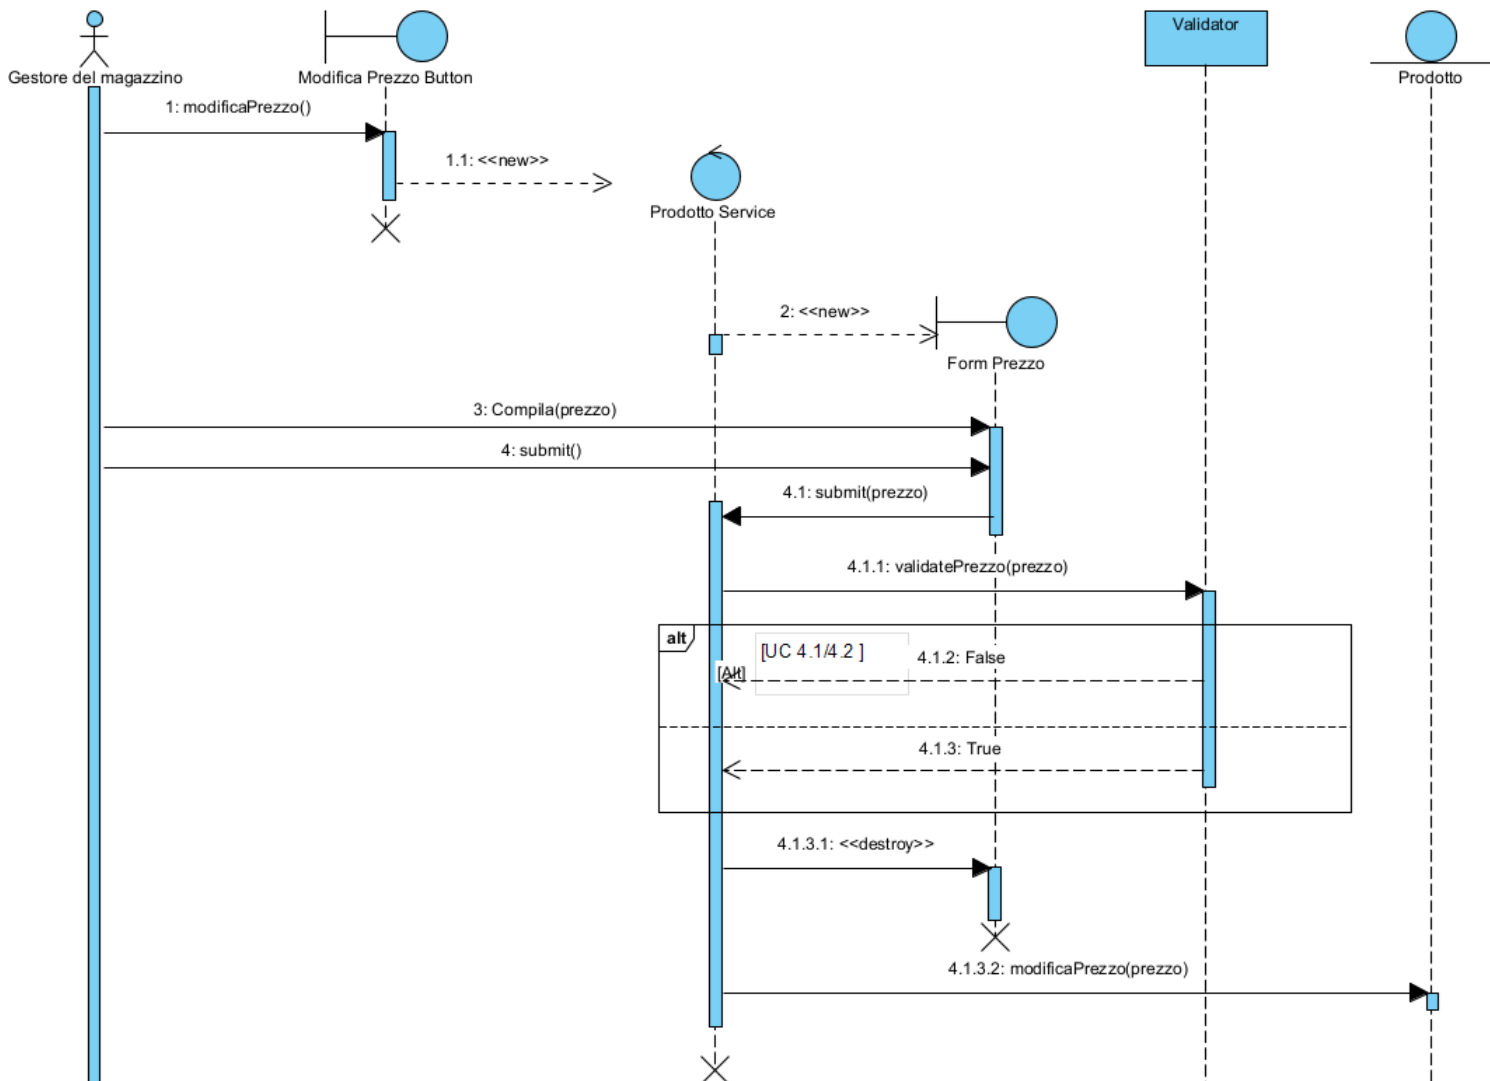 Gestore del magazzino
Modifica Prezzo Button
Validator
Prodotto
1: modificaPrezzo()
1.1: <<new>>
Prodotto Service
2: <<new>>
Form Prezzo
3: Compila(prezzo)
4: submit()
4.1: submit(prezzo)
4.1.1: validatePrezzo(prezzo)
alt
[UC 4.1/4.2 ]
4.1.2: False
[Alt]
4.1.3: True
4.1.3.1: <<destroy>>
4.1.3.2: modificaPrezzo(prezzo)